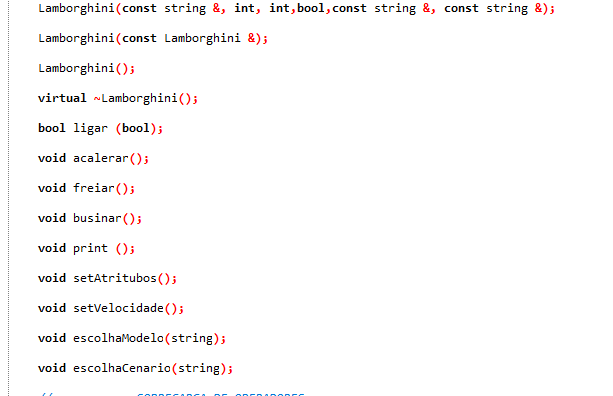 Lamborghini(const string &, int, int,bool,const string &, const string &);
Lamborghini(const Lamborghini &);
Lamborghini();
virtual ~Lamborghini();
bool ligar (bool);
void acalerar();
void freiar();
void businar();
void print ();
void setAtritubos();
void setVelocidade();
void escolhaModelo(string);
void escolhaCenario(string);